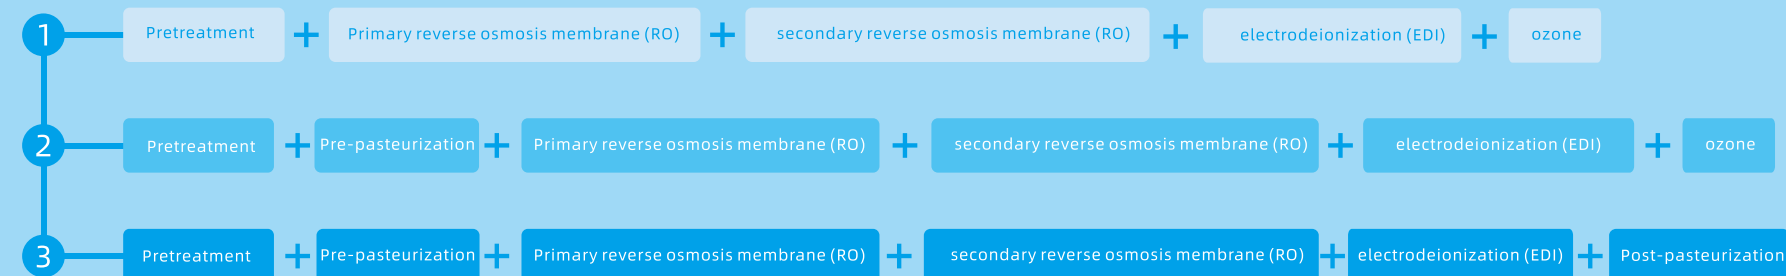 1 Pretreatment + Primary reverse osmosis membrane (RO) + secondary reverse osmosis membrane (RO) + electrodeionization (EDI) + ozone
2 Pretreatment + Pre-pasteurization + Primary reverse osmosis membrane (RO) + secondary reverse osmosis membrane (RO) + electrodeionization (EDI) + ozone
3 Pretreatment + Pre-pasteurization + Primary reverse osmosis membrane (RO) + secondary reverse osmosis membrane (RO) + electrodeionization (EDI) + Post-pasteurization